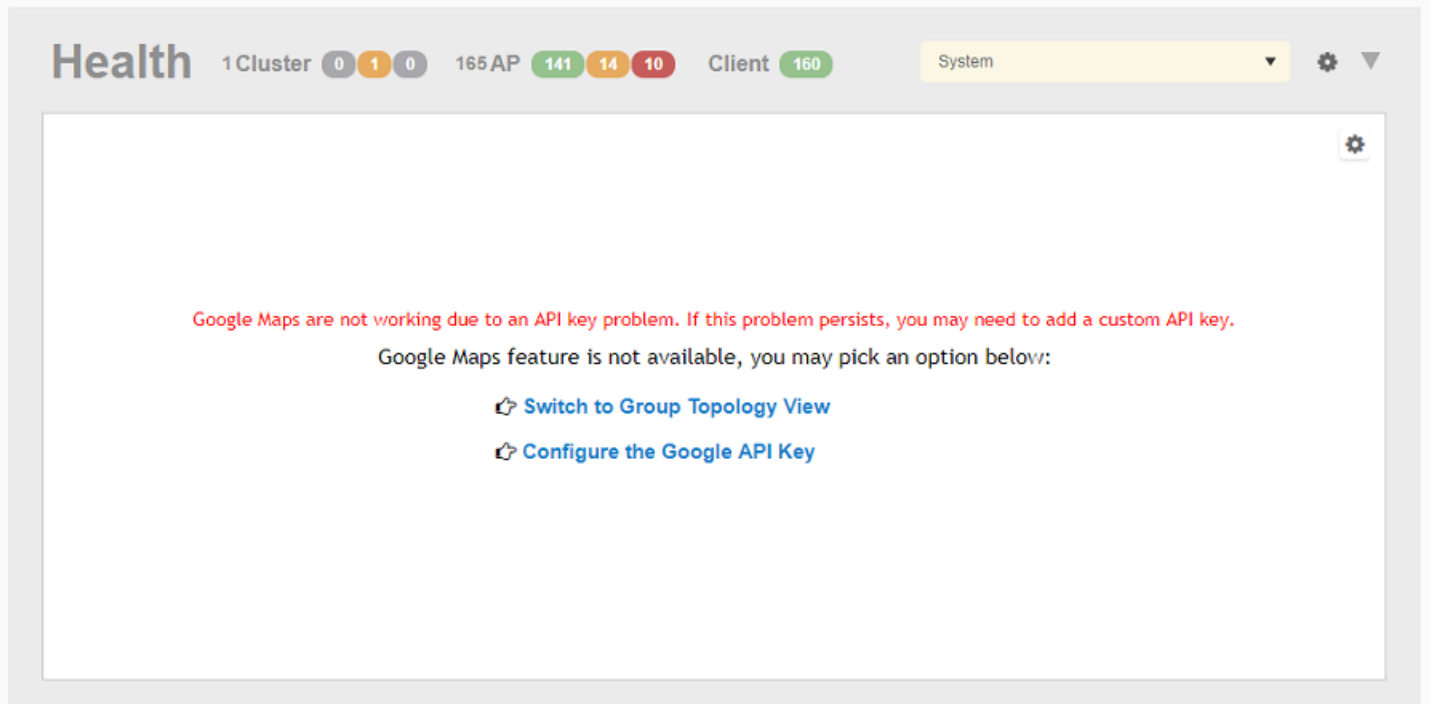 Health 1 Cluster 0 1 0 165 AP 141 14 10 Client 160 System
Google Maps are not working due to an API key problem. If this problem persists, you may need to add a custom API key.
Google Maps feature is not available, you may pick an option below:
Switch to Group Topology View
Configure the Google API Key